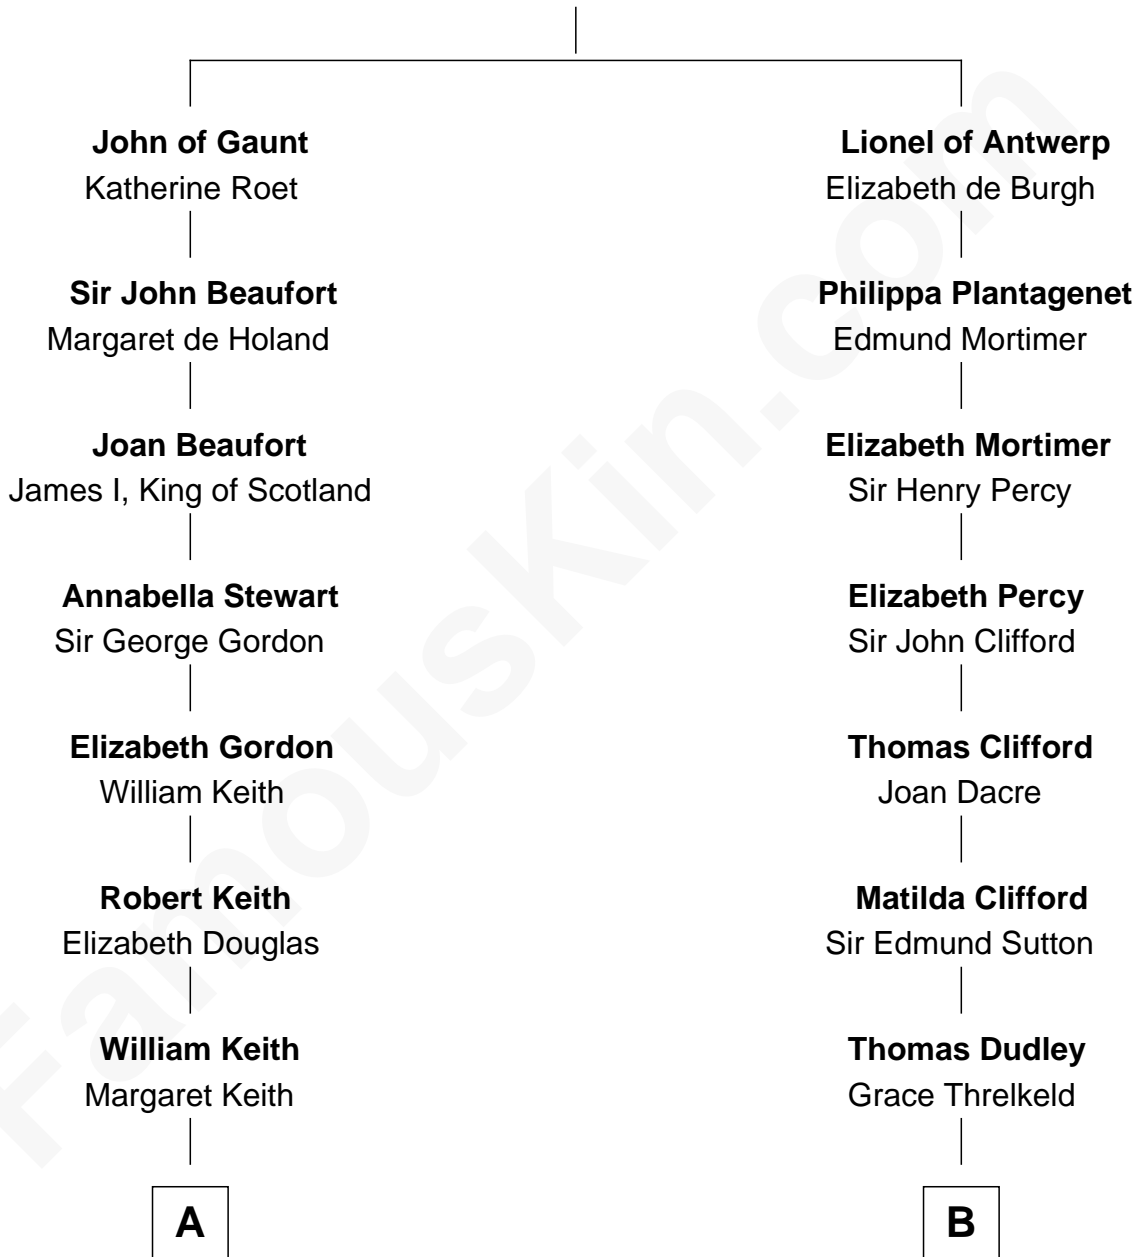 John of Gaunt
Katherine Roet
Sir John Beaufort
Margaret de Holand
Joan Beaufort
James I, King of Scotland
Annabella Stewart
Sir George Gordon
Elizabeth Gordon
William Keith
Robert Keith
Elizabeth Douglas
William Keith
Margaret Keith
A
Lionel of Antwerp
Elizabeth de Burgh
Philippa Plantagenet
Edmund Mortimer
Elizabeth Mortimer
Sir Henry Percy
Elizabeth Percy
Sir John Clifford
Thomas Clifford
Joan Dacre
Matilda Clifford
Sir Edmund Sutton
Thomas Dudley
Grace Threlkeld
B
FamousKin.com